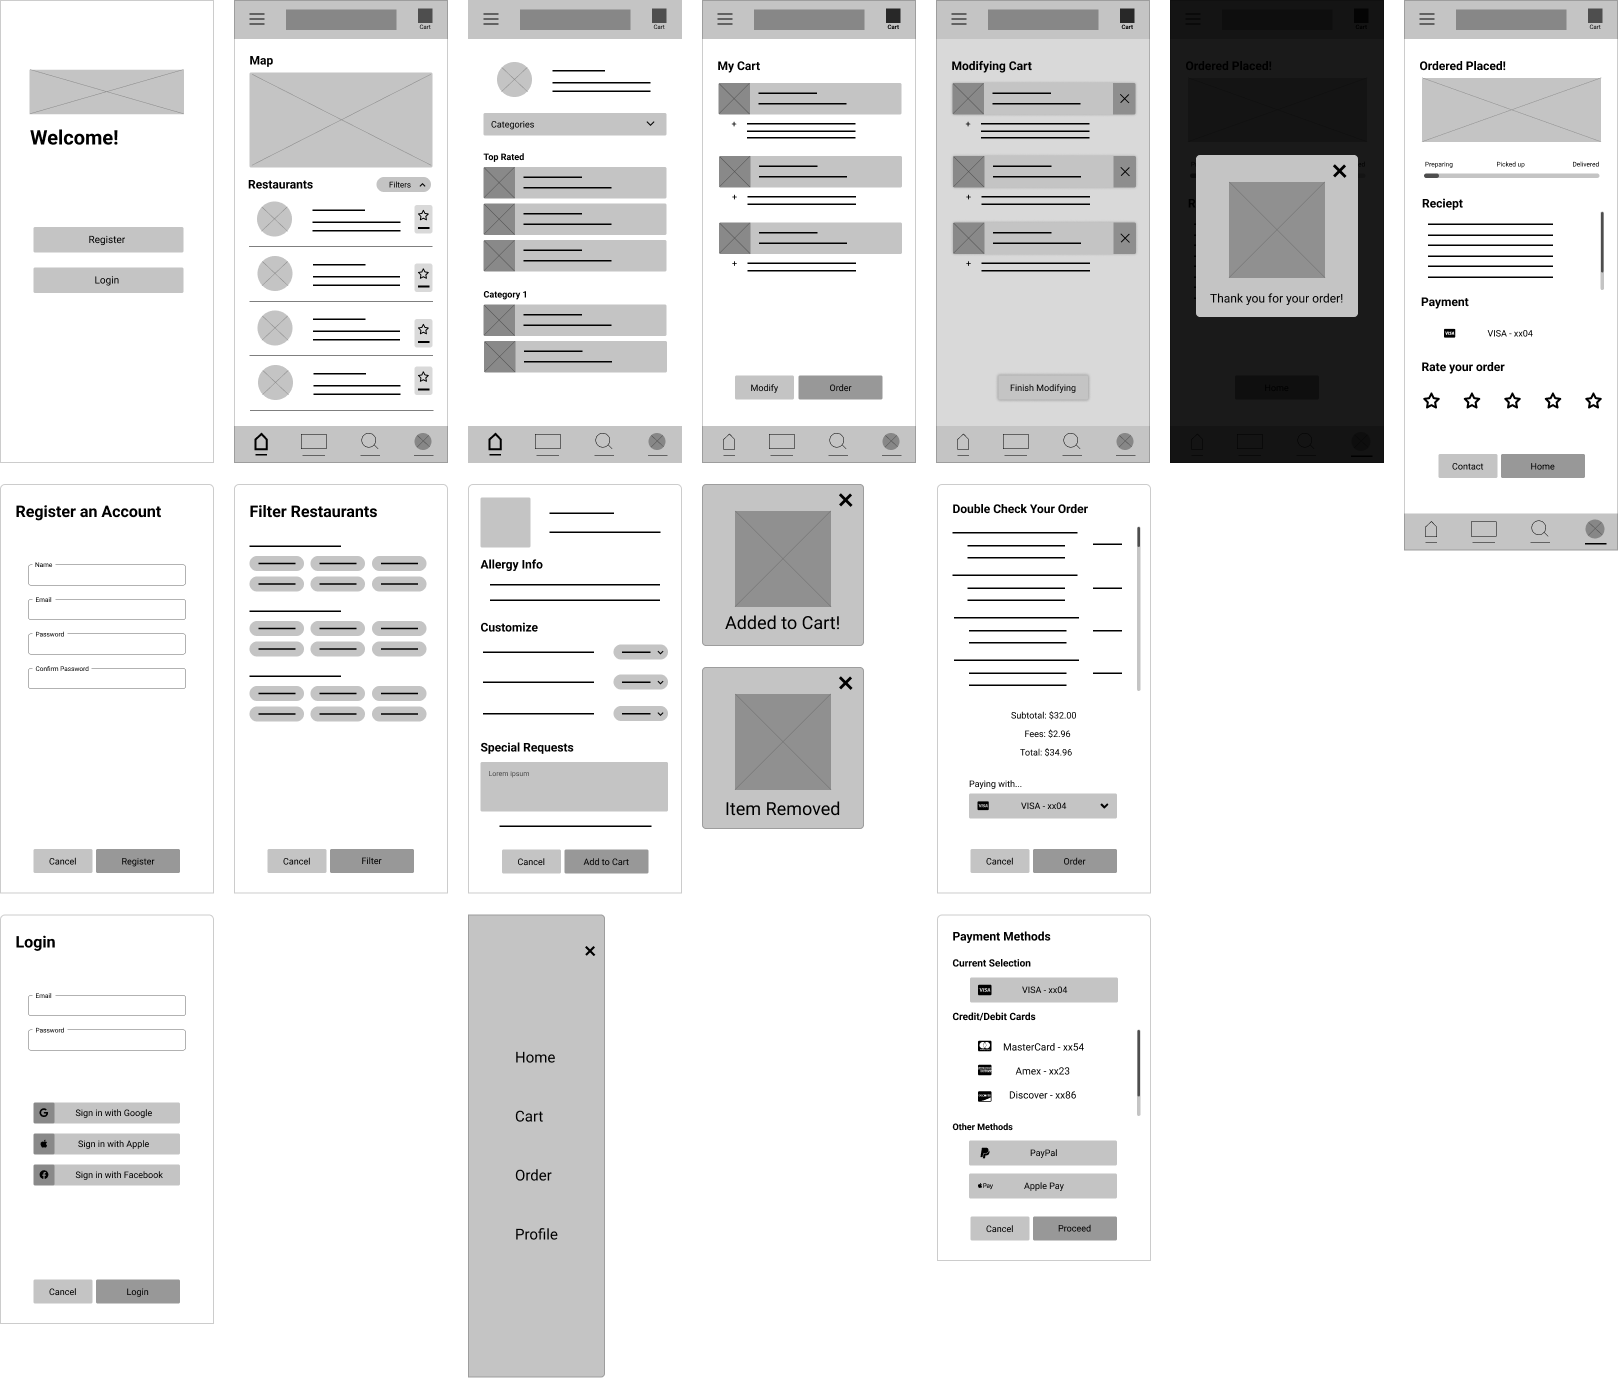 Welcome!
Register
Login
Cart
Map
Restaurants
Filters
Cart
Categories
Top Rated
Category 1
Cart
My Cart
Modify
Order
Cart
Modifying Cart
Finish Modifying
Cart
Ordered Placed!
Thank you for your order!
Home
Cart
Ordered Placed!
Preparing
Picked up
Delivered
Reciept
Payment
VISA
VISA - xx04
Rate your order
Contact
Home
Register an Account
Name
Email
Password
Confirm Password
Cancel
Register
Filter Restaurants
Cancel
Filter
Allergy Info
Customize
Special Requests
Lorem ipsum
Cancel
Add to Cart
Added to Cart!
Item Removed
Double Check Your Order
Subtotal: $32.00
Fees: $2.96
Total: $34.96
Paying with...
VISA
VISA - xx04
Cancel
Order
Login
Email
Password
Sign in with Google
Sign in with Apple
Sign in with Facebook
Cancel
Login
Home
Cart
Order
Profile
Payment Methods
Current Selection
VISA
VISA - xx04
Credit/Debit Cards
MasterCard - xx54
Amex - xx23
Discover - xx86
Other Methods
PayPal
Pay
Apple Pay
Cancel
Proceed